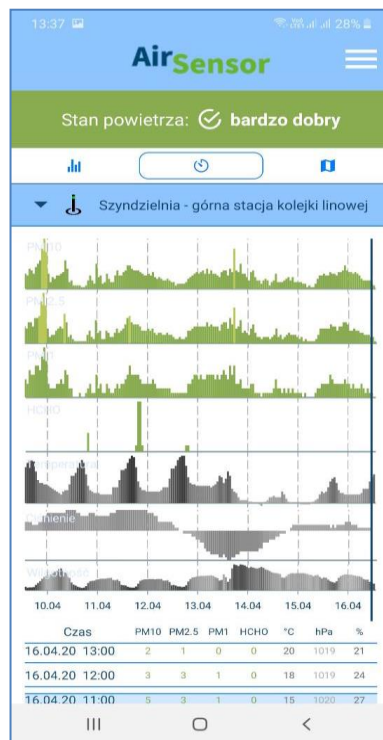 13:37 28%
AirSensor
Stan powietrza: bardzo dobry
Szyndzielnia - górna stacja kolejki linowej
PM10
PM2.5
PM1
HCHO
Temperatura
Ciśnienie
Wilgotność
10.04 11.04 12.04 13.04 14.04 15.04 16.04
Czas PM10 PM2.5 PM1 HCHO °C hPa %
16.04.20 13:00 2 1 0 0 20 1019 21
16.04.20 12:00 3 3 1 0 18 1019 24
16.04.20 11:00 5 3 1 0 15 1020 27